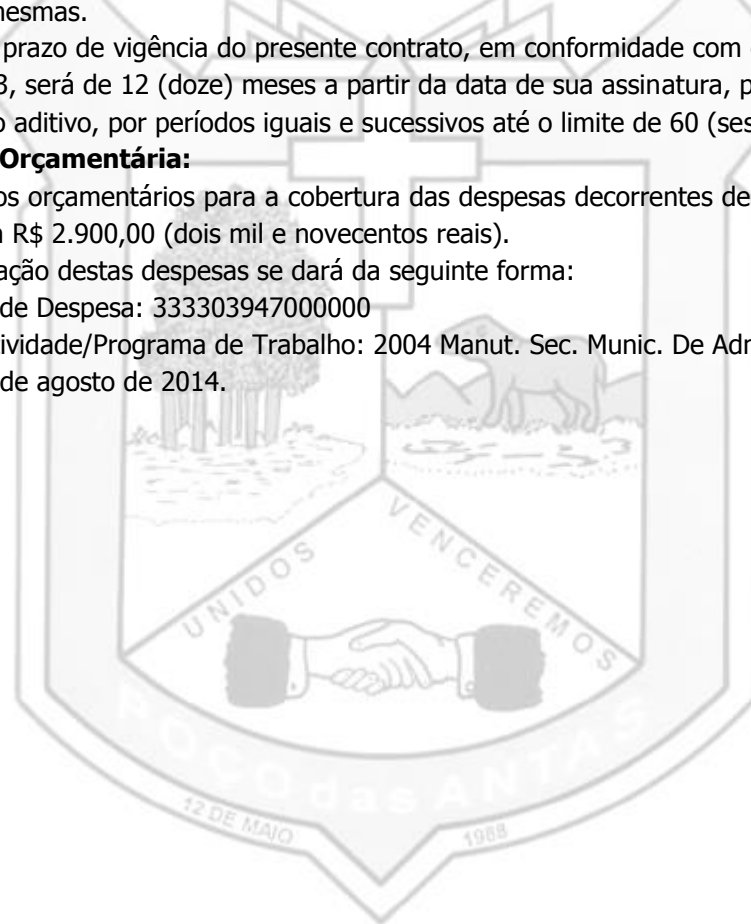 mesmas.
prazo de vigência do presente contrato, em conformidade com
3, será de 12 (doze) meses a partir da data de sua assinatura, p
o aditivo, por períodos iguais e sucessivos até o limite de 60 (ses
Orçamentária:
os orçamentários para a cobertura das despesas decorrentes de
R$ 2.900,00 (dois mil e novecentos reais).
ação destas despesas se dará da seguinte forma:
de Despesa: 333303947000000
ividade/Programa de Trabalho: 2004 Manut. Sec. Munic. De Adr
de agosto de 2014.
UNIDOS VENCEREMOS
POÇO das ANTAS
12 DE MAIO 1988